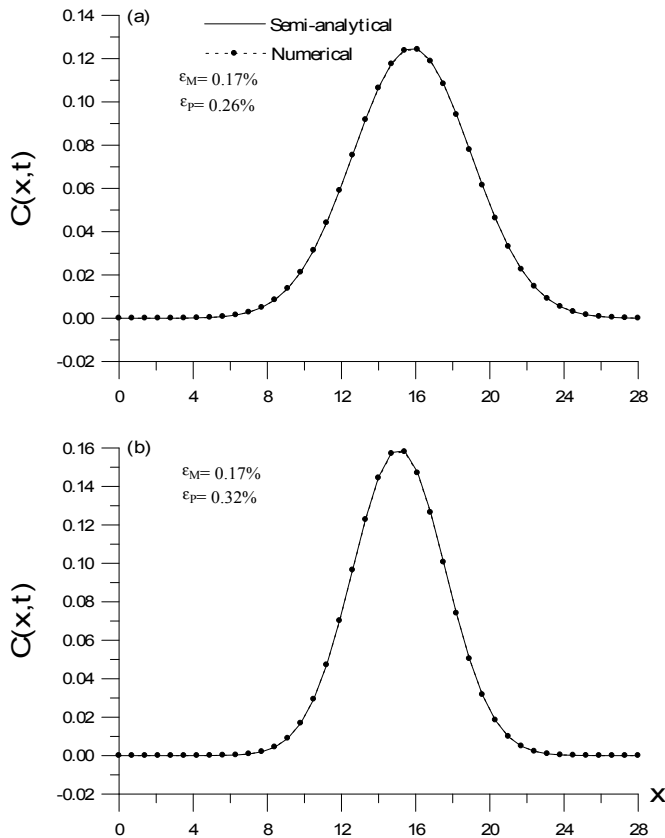 0.14
(a)
Semi-analytical
Numerical
0.12
εM= 0.17%
εP= 0.26%
0.10
0.08
C(x,t)
0.06
0.04
0.02
0.00
-0.02
0 4 8 12 16 20 24 28
0.16
(b)
εM= 0.17%
εP= 0.32%
0.14
0.12
0.10
0.08
C(x,t)
0.06
0.04
0.02
0.00
-0.02
x
0 4 8 12 16 20 24 28